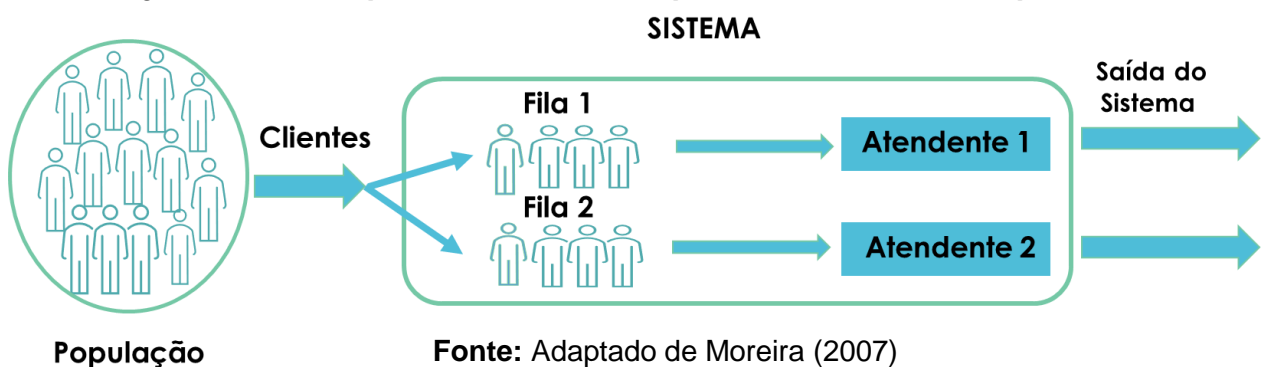 SISTEMA
Saída do
Sistema
Clientes
Fila 1
Atendente 1
Fila 2
Atendente 2
População
Fonte: Adaptado de Moreira (2007)